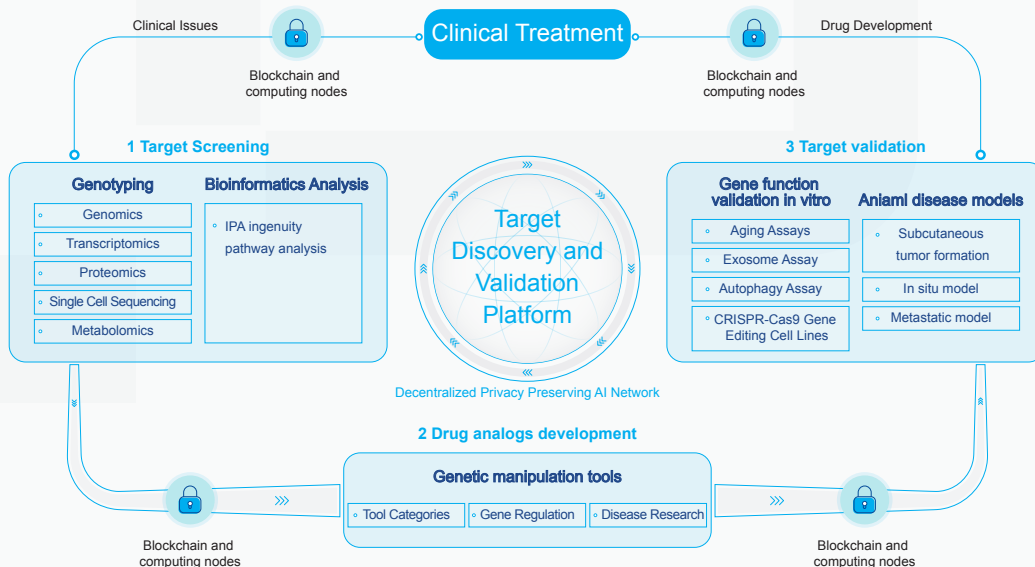 Clinical Issues
Clinical Treatment
Drug Development
Blockchain and
computing nodes
Blockchain and
computing nodes
1 Target Screening
Genotyping
Genomics
Transcriptomics
Proteomics
Single Cell Sequencing
Metabolomics
Bioinformatics Analysis
IPA ingenuity
pathway analysis
Target
Discovery and
Validation
Platform
Decentralized Privacy Preserving AI Network
3 Target validation
Gene function
validation in vitro
Aging Assays
Exosome Assay
Autophagy Assay
CRISPR-Cas9 Gene
Editing Cell Lines
Aniaml disease models
Subcutaneous
tumor formation
In situ model
Metastatic model
2 Drug analogs development
Genetic manipulation tools
Tool Categories
Gene Regulation
Disease Research
Blockchain and
computing nodes
Blockchain and
computing nodes